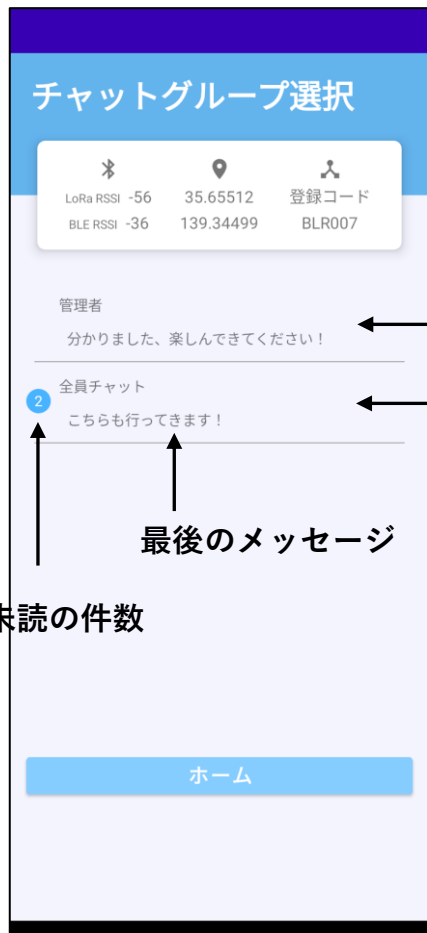 チャットグループ選択
LoRa RSSI -56 35.65512 登録コード
BLE RSSI -36 139.34499 BLR007
管理者
分かりました、楽しんできてください！
全員チャット
2
こちらも行ってきます！
最後のメッセージ
未読の件数
ホーム